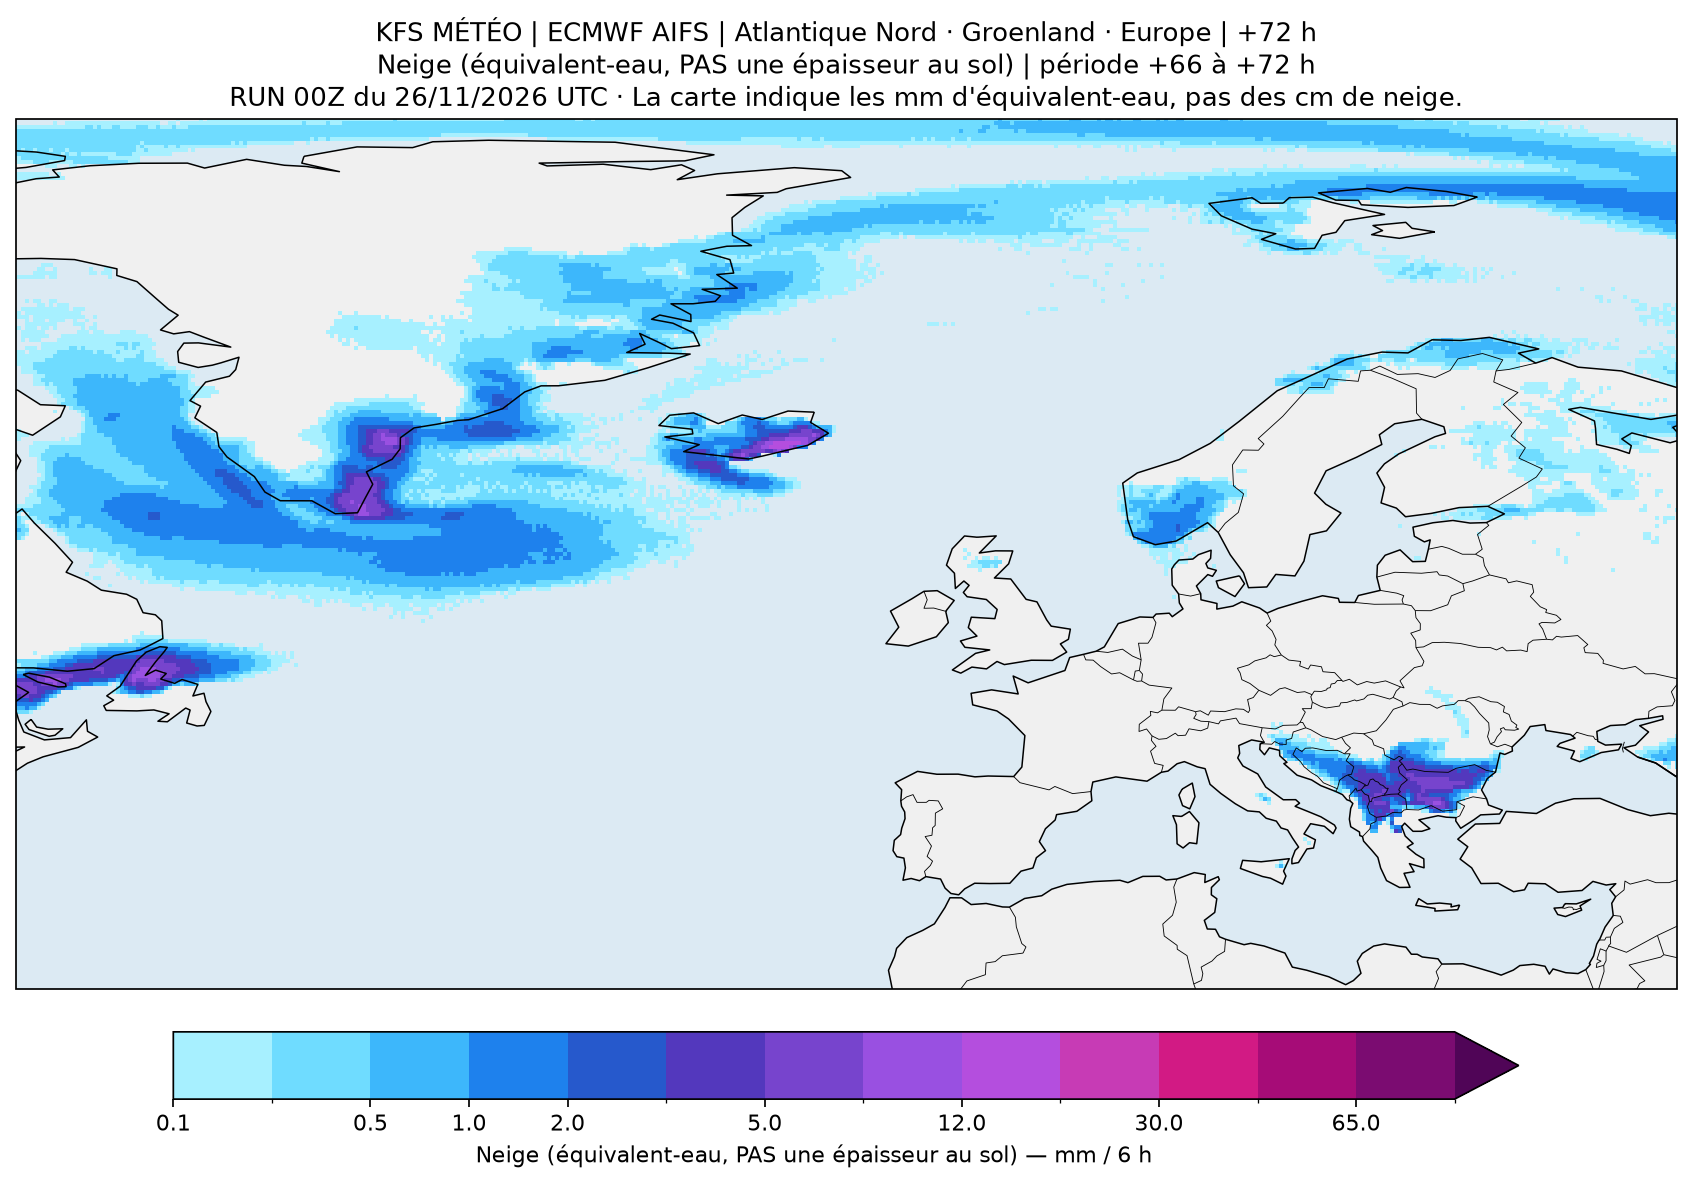 KFS MÉTÉO | ECMWF AIFS | Atlantique Nord · Groenland · Europe | +72 h
Neige (équivalent-eau, PAS une épaisseur au sol) | période +66 à +72 h
RUN 00Z du 26/11/2026 UTC · La carte indique les mm d'équivalent-eau, pas des cm de neige.
0.1 0.5 1.0 2.0 5.0 12.0 30.0 65.0
Neige (équivalent-eau, PAS une épaisseur au sol) — mm / 6 h